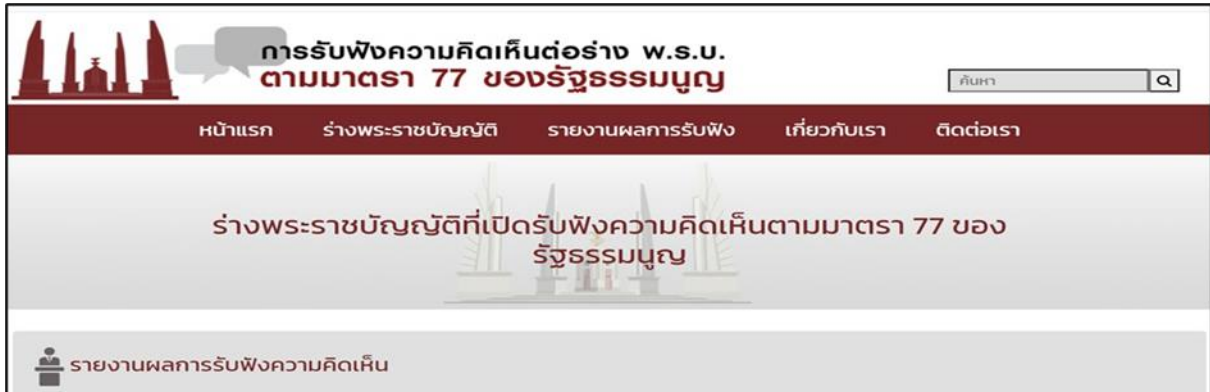 การรับฟังความคิดเห็นต่อร่าง พ.ร.บ.
ตามมาตรา 77 ของรัฐธรรมนูญ
ค้นหา
หน้าแรก ร่างพระราชบัญญัติ รายงานผลการรับฟัง เกี่ยวกับเรา ติดต่อเรา
ร่างพระราชบัญญัติที่เปิดรับฟังความคิดเห็นตามมาตรา 77 ของ
รัฐธรรมนูญ
รายงานผลการรับฟังความคิดเห็น